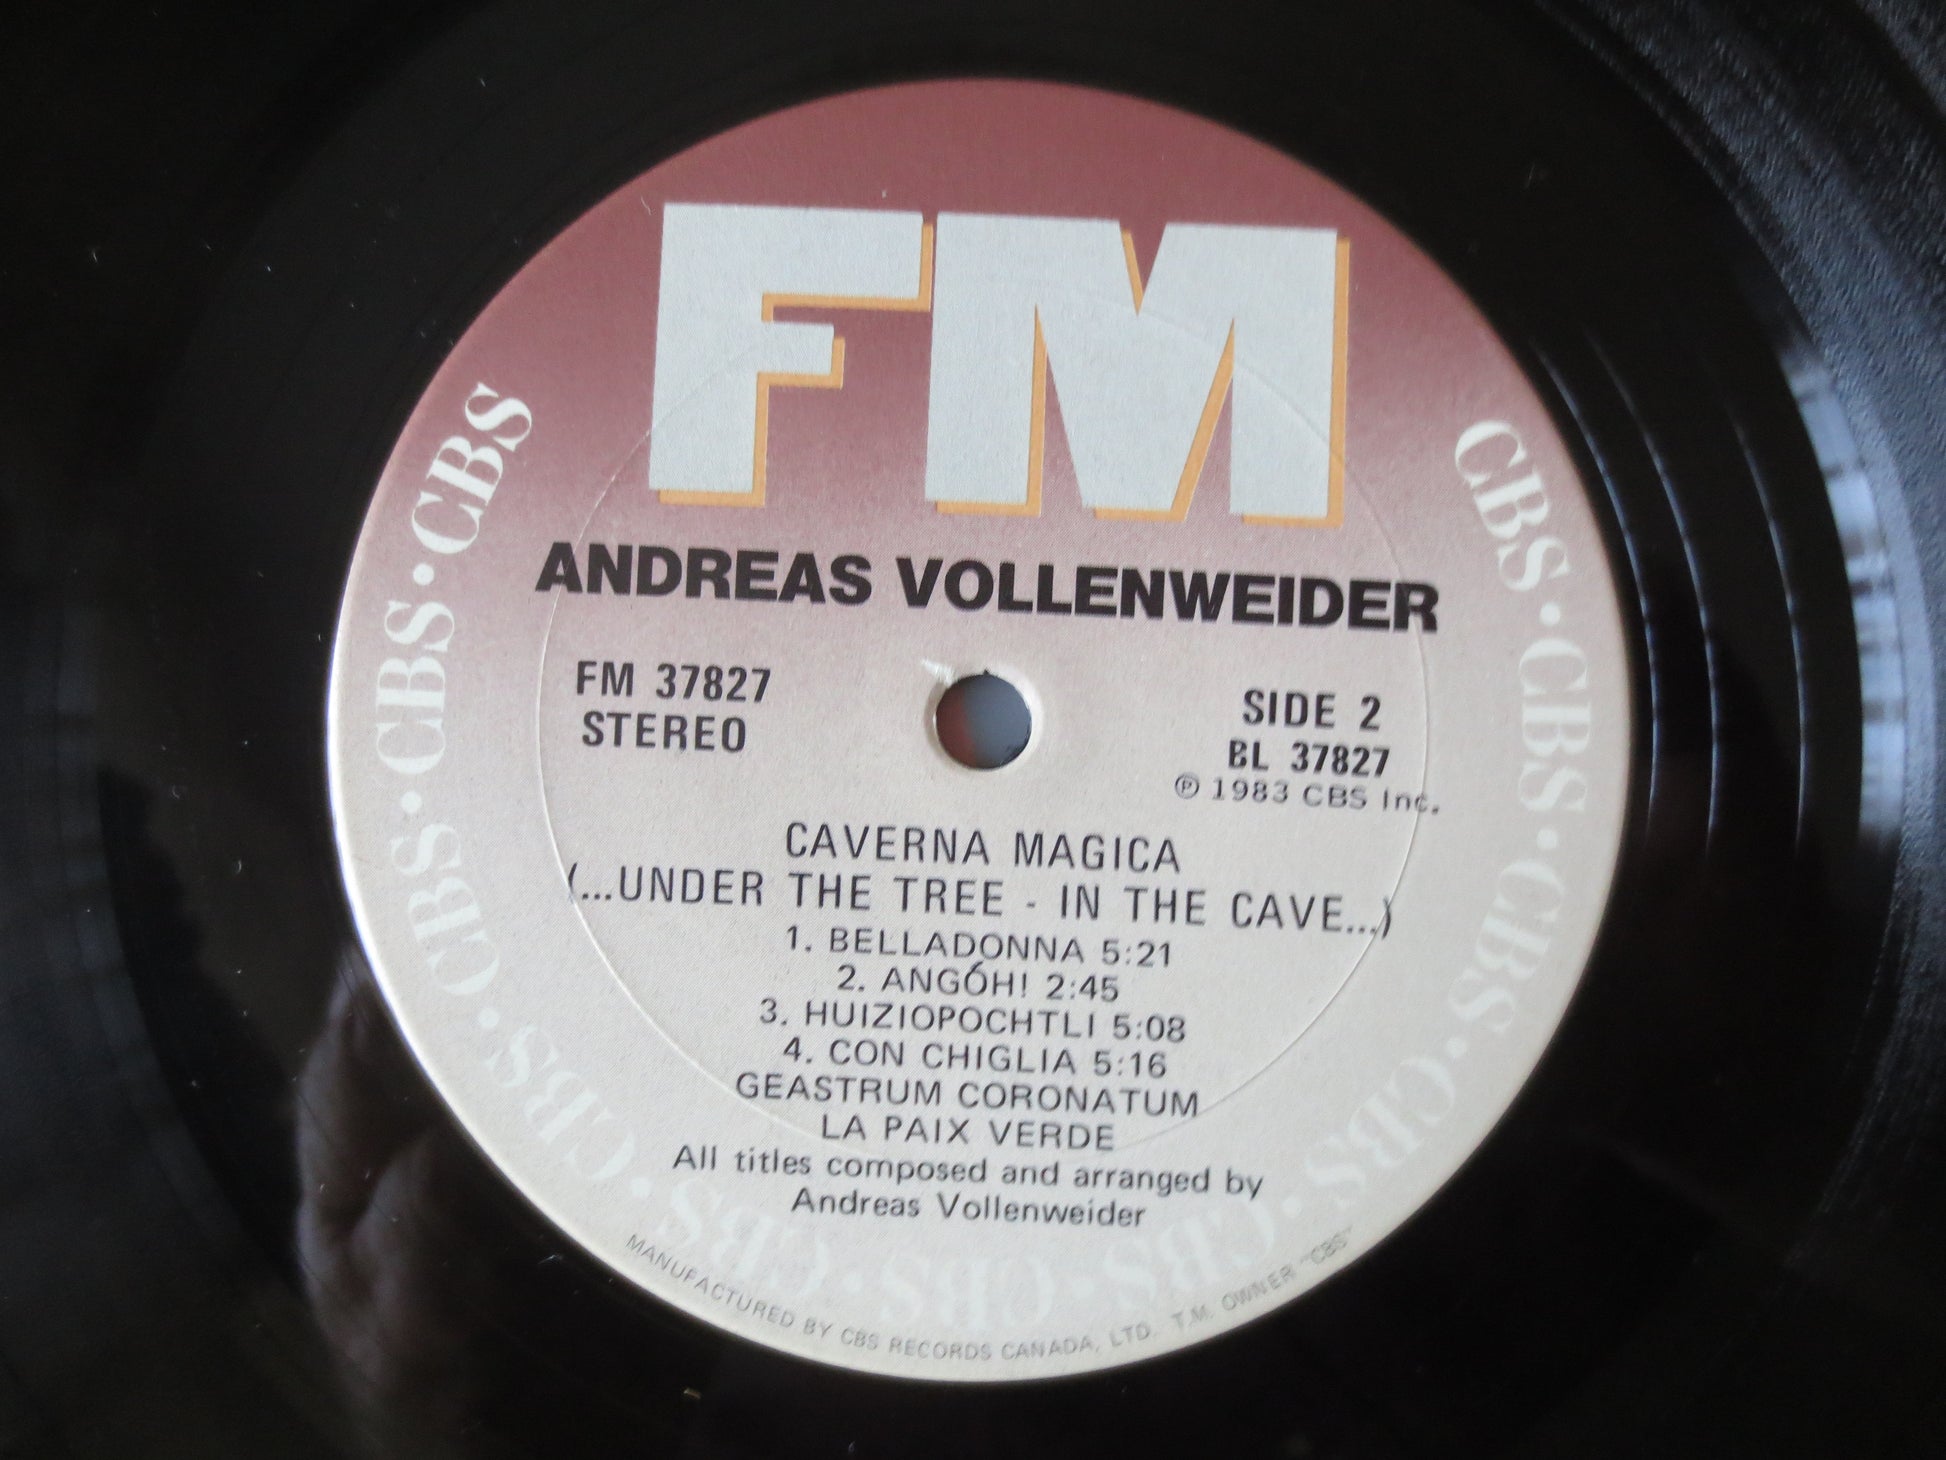 FM
ANDREAS VOLLENWEIDER
FM 37827
STEREO
SIDE 2
BL 37827
℗ 1983 CBS Inc.
CAVERNA MAGICA
(...UNDER THE TREE - IN THE CAVE...)
1. BELLADONNA 5:21
2. ANGÓH! 2:45
3. HUIZIOPOCHTLI 5:08
4. CON CHIGLIA 5:16
GEASTRUM CORONATUM
LA PAIX VERDE
All titles composed and arranged by
Andreas Vollenweider
MANUFACTURED BY CBS RECORDS CANADA, LTD. T.M. OWNER "CBS"
CBS • CBS • CBS • CBS • CBS • CBS • CBS • CBS • CBS • CBS • CBS • CBS • CBS